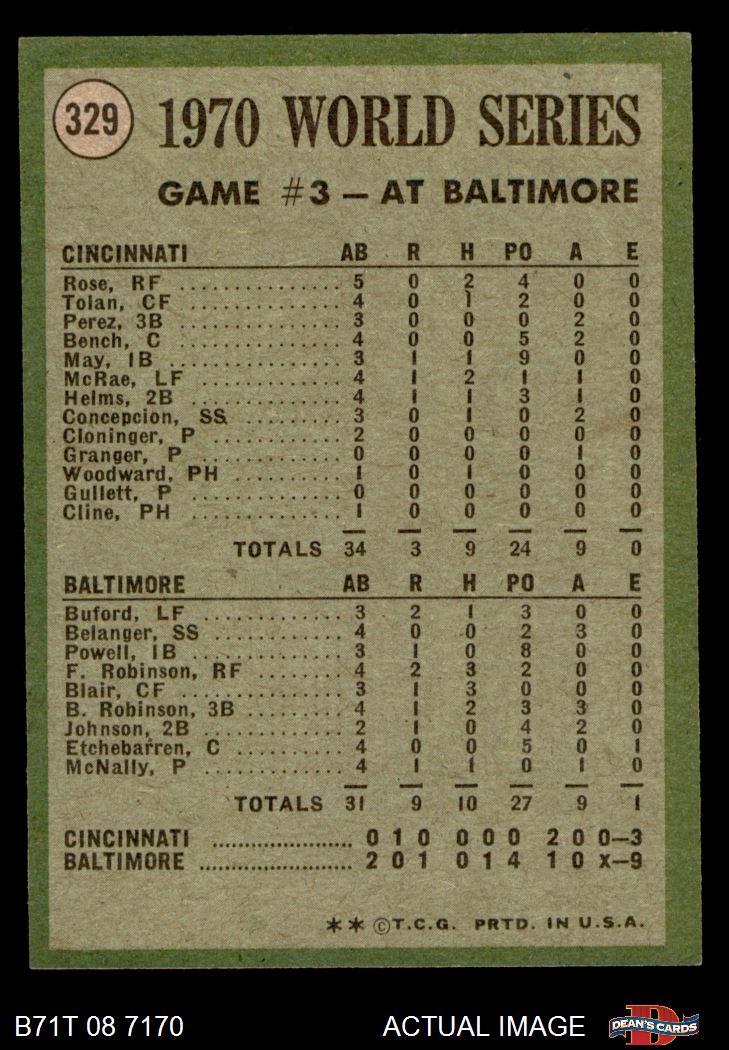 329 1970 WORLD SERIES
GAME #3 — AT BALTIMORE
CINCINNATI AB R H PO A E
Rose, RF ............... 5 0 2 4 0 0
Tolan, CF .............. 4 0 1 2 0 0
Perez, 3B .............. 3 0 0 0 2 0
Bench, C ............... 4 0 0 5 2 0
May, 1B ................ 3 1 1 9 0 0
McRae, LF ............. 4 1 2 1 1 0
Helms, 2B .............. 4 1 1 3 1 0
Concepcion, SS ......... 3 0 1 0 2 0
Cloninger, P ........... 2 0 0 0 0 0
Granger, P ............. 0 0 0 0 1 0
Woodward, PH .......... 1 0 1 0 0 0
Gullett, P .............. 0 0 0 0 0 0
Cline, PH .............. 1 0 0 0 0 0
TOTALS 34 3 9 24 9 0
BALTIMORE AB R H PO A E
Buford, LF ............. 3 2 1 3 0 0
Belanger, SS ........... 4 0 0 2 3 0
Powell, 1B ............. 3 1 0 8 0 0
F. Robinson, RF ........ 4 2 3 2 0 0
Blair, CF ............... 3 1 3 0 0 0
B. Robinson, 3B ........ 4 1 2 3 3 0
Johnson, 2B ............ 2 1 0 4 2 0
Etchebarren, C ......... 4 0 0 5 0 1
McNally, P ............. 4 1 1 0 1 0
TOTALS 31 9 10 27 9 1
CINCINNATI ...................... 0 1 0 0 0 0 2 0 0—3
BALTIMORE ....................... 2 0 1 0 1 4 1 0 X—9
** ©T.C.G. PRTD. IN U.S.A.
B71T 08 7170 ACTUAL IMAGE D DEAN'S CARDS